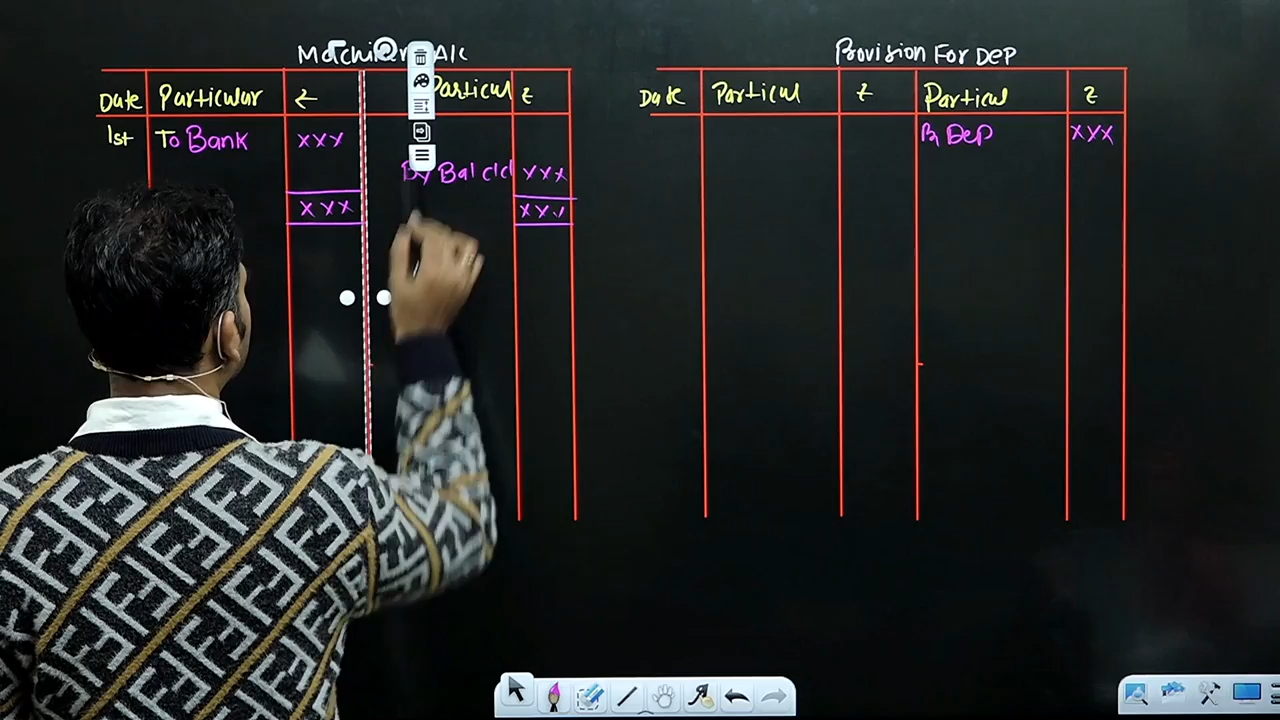 Machinery A/c
Date Particular ₹ Particul ₹
1st To Bank xxx
By Bal c/d xxx
xxx xxx
Provision For Dep
Date Particul ₹ Particul ₹
By Dep xxx